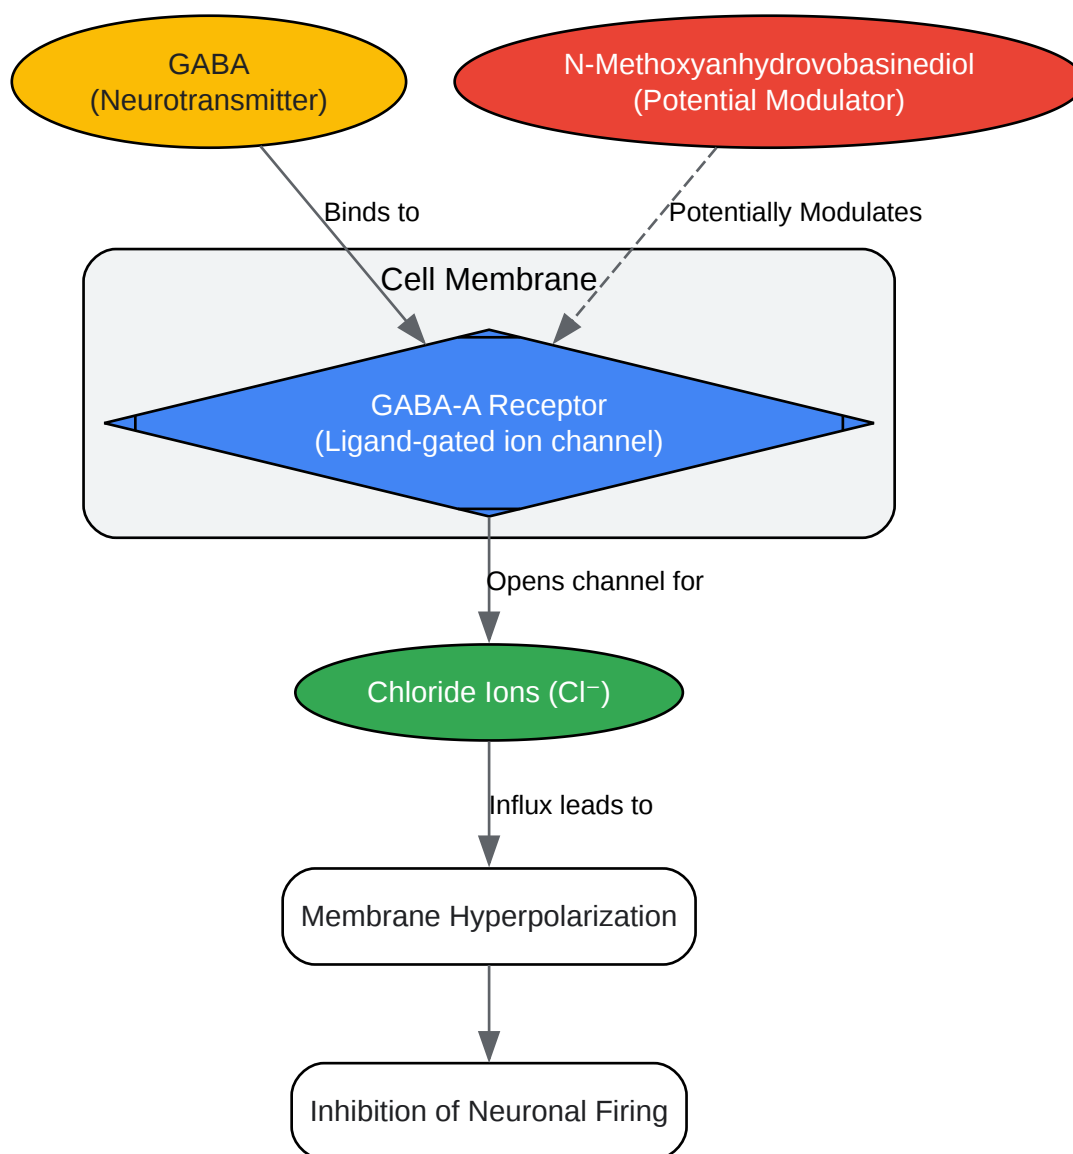 GABA
(Neurotransmitter)
N-Methoxyanhydrovobasinediol
(Potential Modulator)
Binds to
Potentially Modulates
Cell Membrane
GABA-A Receptor
(Ligand-gated ion channel)
Opens channel for
Chloride Ions (Cl⁻)
Influx leads to
Membrane Hyperpolarization
Inhibition of Neuronal Firing